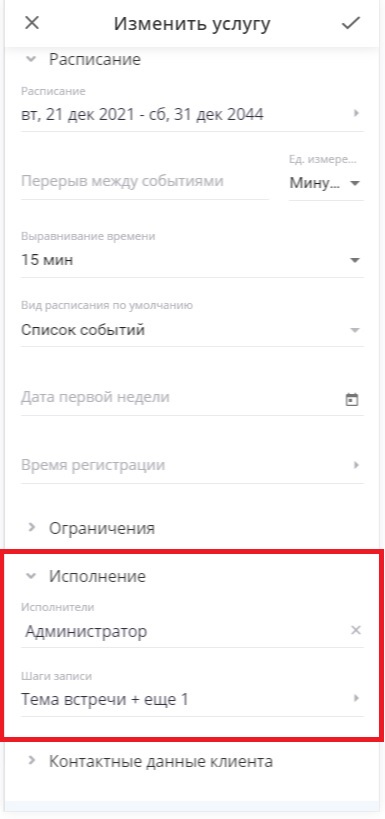 Изменить услугу
Расписание
Расписание
вт, 21 дек 2021 - сб, 31 дек 2044
Ед. измере...
Перерыв между событиями
Мину...
Выравнивание времени
15 мин
Вид расписания по умолчанию
Список событий
Дата первой недели
Время регистрации
Ограничения
Исполнение
Исполнители
Администратор
Шаги записи
Тема встречи + еще 1
Контактные данные клиента